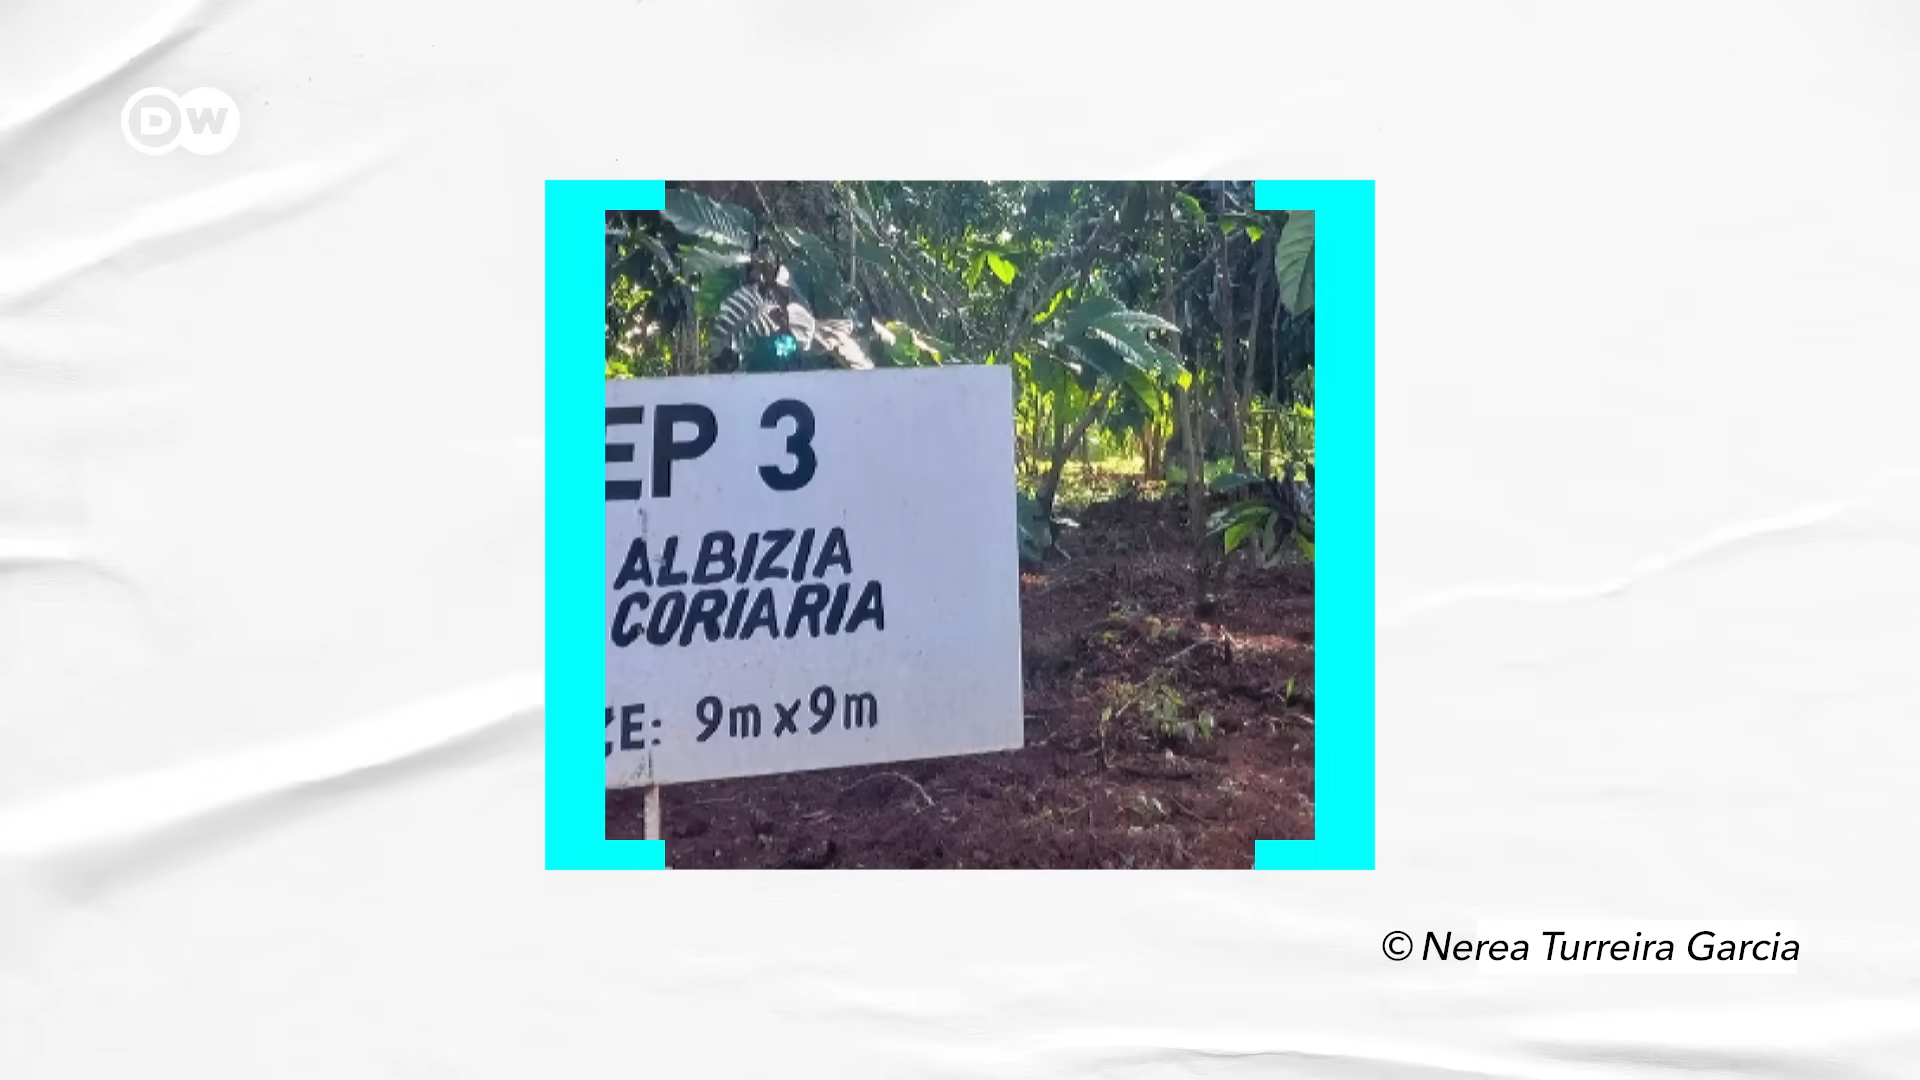 DW
EP 3
ALBIZIA
CORIARIA
ZE: 9m x 9m
© Nerea Turreira Garcia